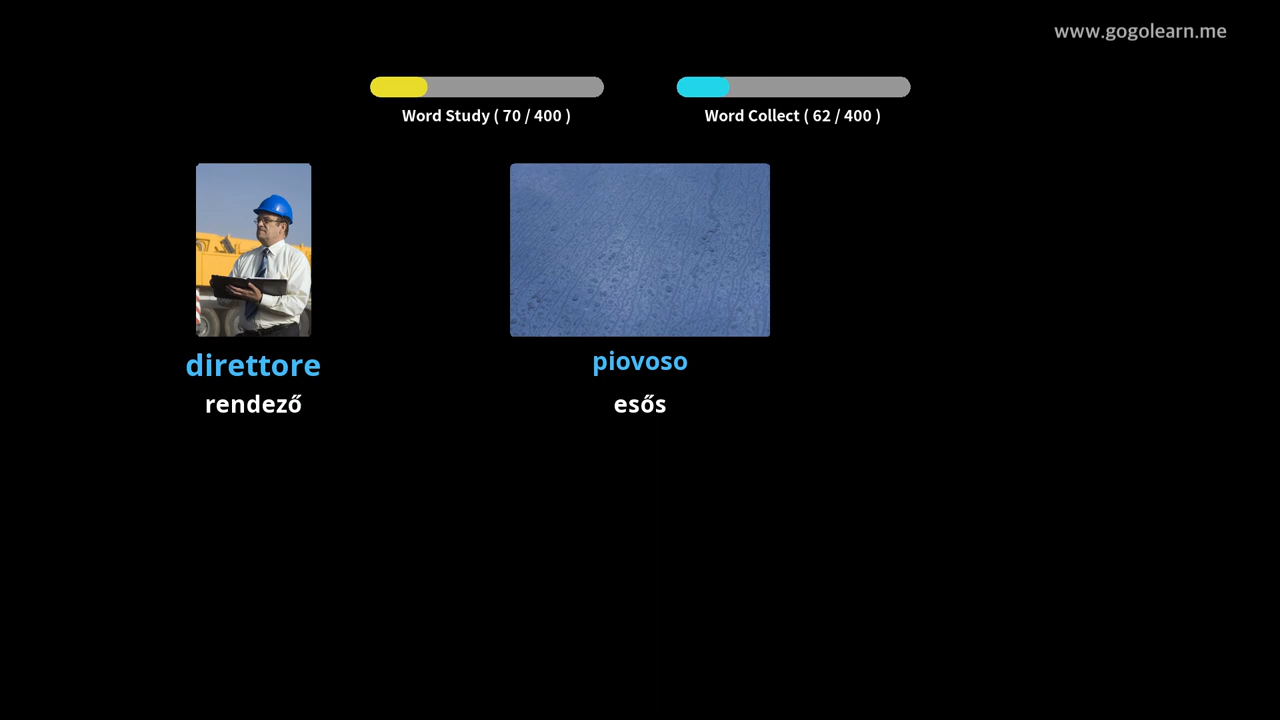 www.gogolearn.me
Word Study ( 70 / 400 )
Word Collect ( 62 / 400 )
direttore
rendező
piovoso
esős